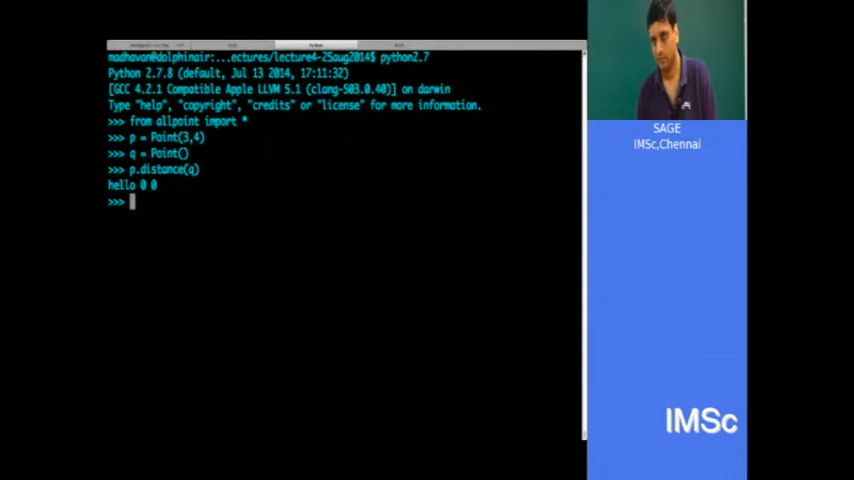 madhavan@dolphinair:...ectures/lecture4-25aug2014$ python2.7
Python 2.7.8 (default, Jul 13 2014, 17:11:32)
[GCC 4.2.1 Compatible Apple LLVM 5.1 (clang-503.0.40)] on darwin
Type "help", "copyright", "credits" or "license" for more information.
>>> from allpoint import *
>>> p = Point(3,4)
>>> q = Point()
>>> p.distance(q)
hello 0 0
>>>
SAGE
IMSc,Chennai
IMSc